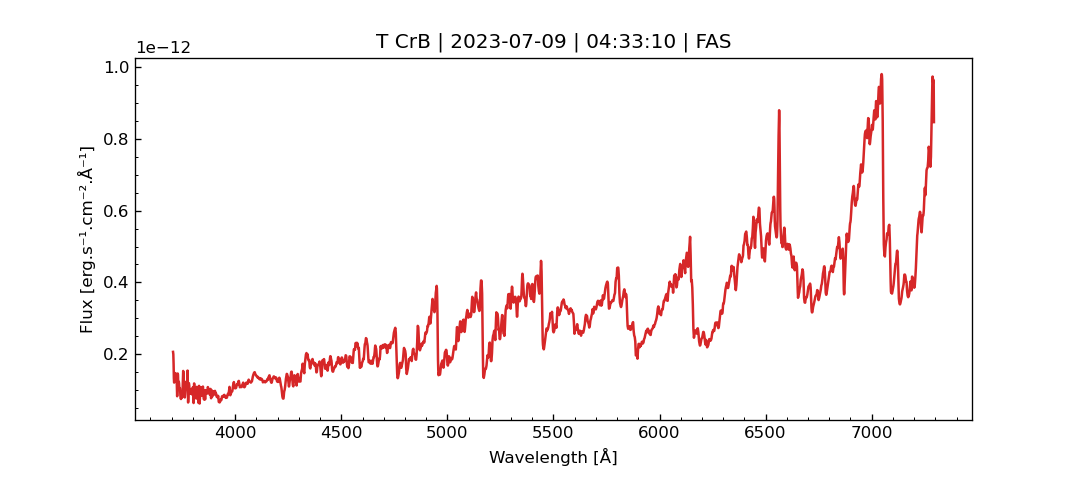 T CrB | 2023-07-09 | 04:33:10 | FAS
1e−12
1.0
0.8
0.6
0.4
0.2
Flux [erg.s⁻¹.cm⁻².Å⁻¹]
4000 4500 5000 5500 6000 6500 7000
Wavelength [Å]